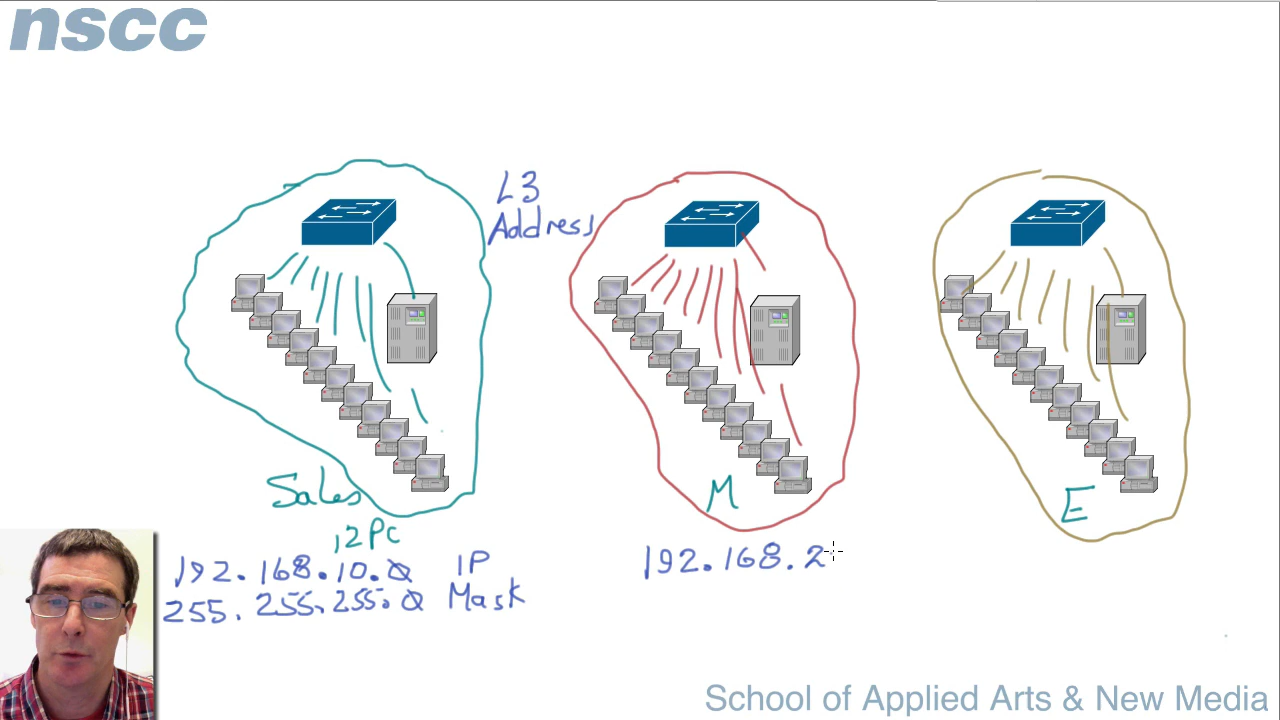 nscc
L3
Address
Sales
12 Pc
192.168.10.0 IP
255.255.255.0 Mask
M
192.168.2
E
School of Applied Arts & New Media